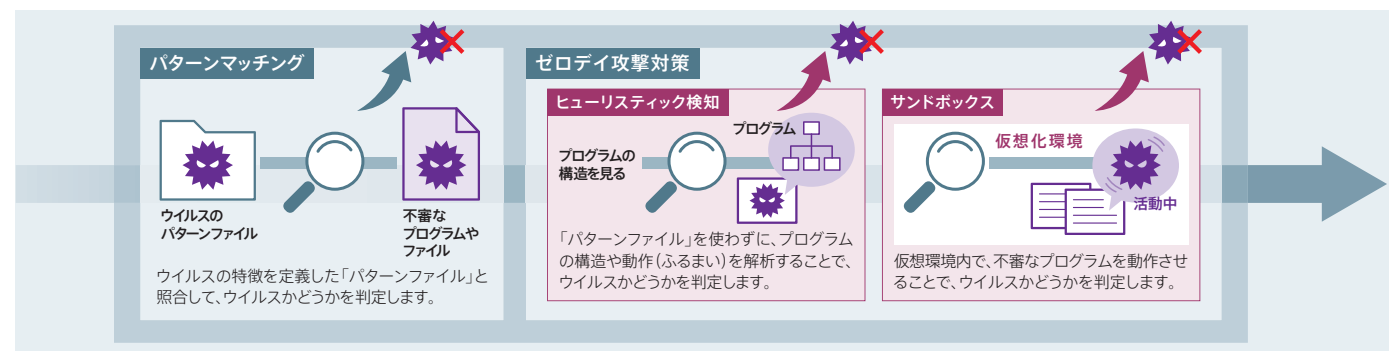 パターンマッチング
ウイルスの
パターンファイル
不審な
プログラムや
ファイル
ウイルスの特徴を定義した「パターンファイル」と
照合して、ウイルスかどうかを判定します。
ゼロデイ攻撃対策
ヒューリスティック検知
プログラムの
構造を見る
プログラム
「パターンファイル」を使わずに、プログラム
の構造や動作（ふるまい）を解析することで、
ウイルスかどうかを判定します。
サンドボックス
仮想化環境
活動中
仮想環境内で、不審なプログラムを動作させ
ることで、ウイルスかどうかを判定します。